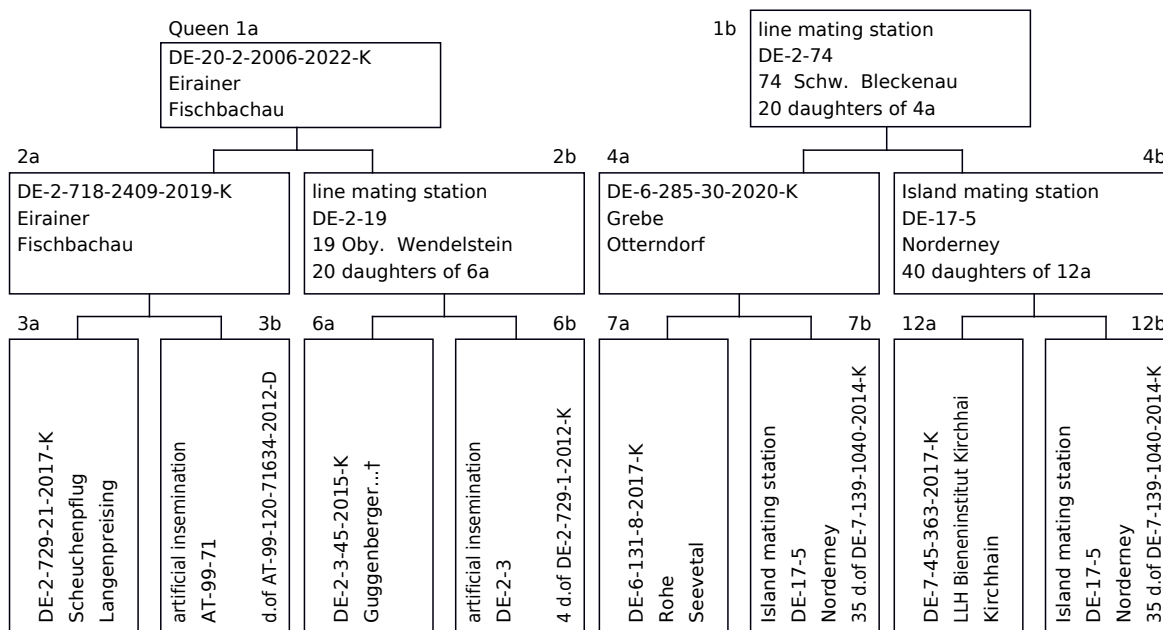 Queen 1a
DE-20-2-2006-2022-K
Eirainer
Fischbachau
1b
line mating station
DE-2-74
74 Schw. Bleckenau
20 daughters of 4a
2a
DE-2-718-2409-2019-K
Eirainer
Fischbachau
2b
line mating station
DE-2-19
19 Oby. Wendelstein
20 daughters of 6a
4a
DE-6-285-30-2020-K
Grebe
Otterndorf
4b
Island mating station
DE-17-5
Norderney
40 daughters of 12a
3a
DE-2-729-21-2017-K
Scheuchenpflug
Langenpreising
3b
artificial insemination
AT-99-71
d.of AT-99-120-71634-2012-D
6a
DE-2-3-45-2015-K
Guggenberger...†
6b
artificial insemination
DE-2-3
4 d.of DE-2-729-1-2012-K
7a
DE-6-131-8-2017-K
Rohe
Seevetal
7b
Island mating station
DE-17-5
Norderney
35 d.of DE-7-139-1040-2014-K
12a
DE-7-45-363-2017-K
LLH Bieneninstitut Kirchhai
Kirchhain
12b
Island mating station
DE-17-5
Norderney
35 d.of DE-7-139-1040-2014-K